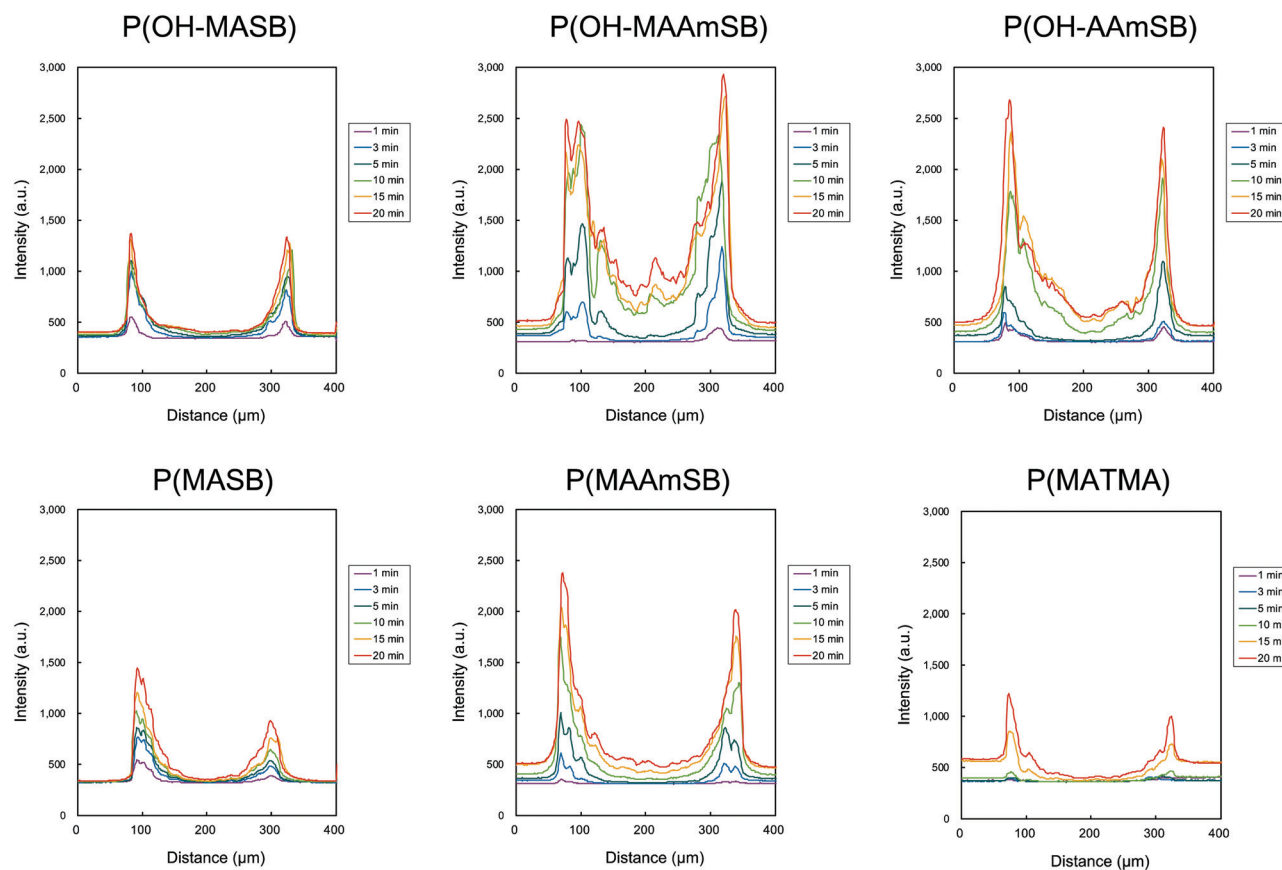 P(OH-MASB)
3,000
2,500
2,000
1,500
1,000
500
0
Intensity (a.u.)
0 100 200 300 400
Distance (µm)
1 min
3 min
5 min
10 min
15 min
20 min
P(OH-MAAmSB)
3,000
2,500
2,000
1,500
1,000
500
0
Intensity (a.u.)
0 100 200 300 400
Distance (µm)
1 min
3 min
5 min
10 min
15 min
20 min
P(OH-AAmSB)
3,000
2,500
2,000
1,500
1,000
500
0
Intensity (a.u.)
0 100 200 300 400
Distance (µm)
1 min
3 min
5 min
10 min
15 min
20 min
P(MASB)
3,000
2,500
2,000
1,500
1,000
500
0
Intensity (a.u.)
0 100 200 300 400
Distance (µm)
1 min
3 min
5 min
10 min
15 min
20 min
P(MAAmSB)
3,000
2,500
2,000
1,500
1,000
500
0
Intensity (a.u.)
0 100 200 300 400
Distance (µm)
1 min
3 min
5 min
10 min
15 min
20 min
P(MATMA)
3,000
2,500
2,000
1,500
1,000
500
0
Intensity (a.u.)
0 100 200 300 400
Distance (µm)
1 min
3 min
5 min
10 m
15 m
20 m